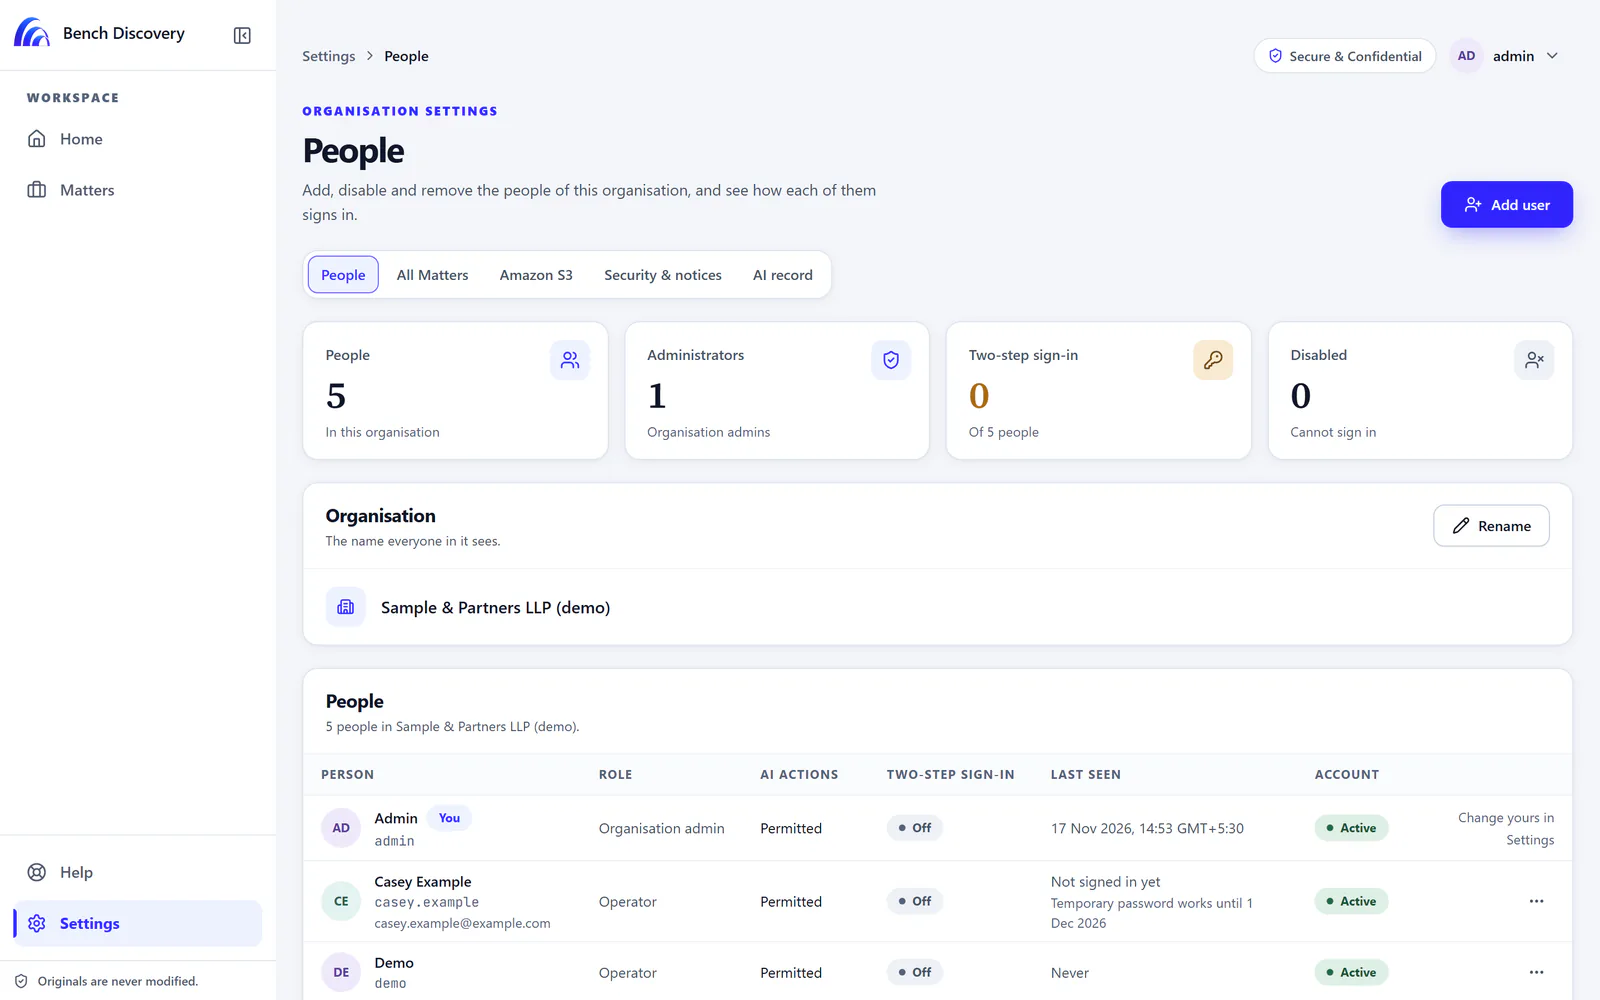 Bench Discovery
WORKSPACE
Home
Matters
Help
Settings
Originals are never modified.
Settings > People
Secure & Confidential
AD
admin
ORGANISATION SETTINGS
People
Add, disable and remove the people of this organisation, and see how each of them
signs in.
Add user
People
All Matters
Amazon S3
Security & notices
AI record
People
5
In this organisation
Administrators
1
Organisation admins
Two-step sign-in
0
Of 5 people
Disabled
0
Cannot sign in
Organisation
The name everyone in it sees.
Rename
Sample & Partners LLP (demo)
People
5 people in Sample & Partners LLP (demo).
PERSON ROLE AI ACTIONS TWO-STEP SIGN-IN LAST SEEN ACCOUNT
AD
Admin You
admin
Organisation admin
Permitted
Off
17 Nov 2026, 14:53 GMT+5:30
Active
Change yours in
Settings
CE
Casey Example
casey.example
casey.example@example.com
Operator
Permitted
Off
Not signed in yet
Temporary password works until 1
Dec 2026
Active
DE
Demo
demo
Operator
Permitted
Off
Never
Active